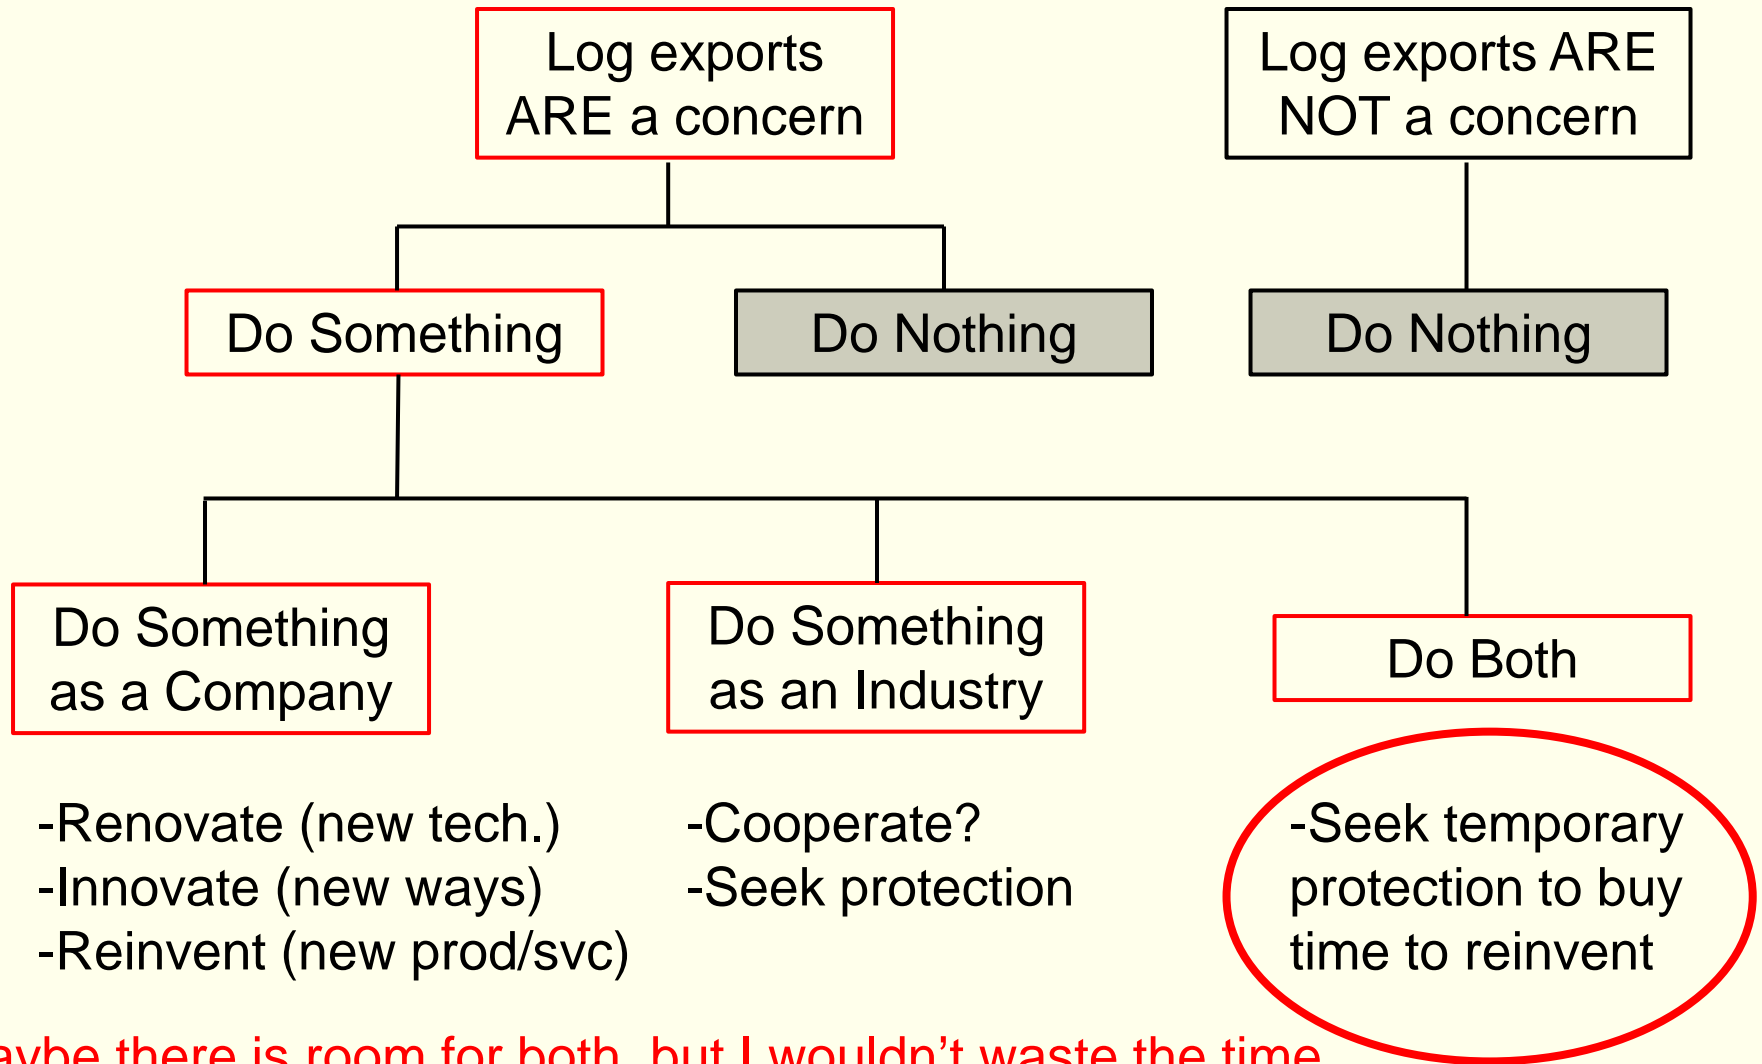 Log exports
ARE a concern
Log exports ARE
NOT a concern
Do Something
Do Nothing
Do Nothing
Do Something
as a Company
Do Something
as an Industry
Do Both
-Renovate (new tech.)
-Innovate (new ways)
-Reinvent (new prod/svc)
-Cooperate?
-Seek protection
-Seek temporary
protection to buy
time to reinvent
there is room for both, but I wouldn't waste the time